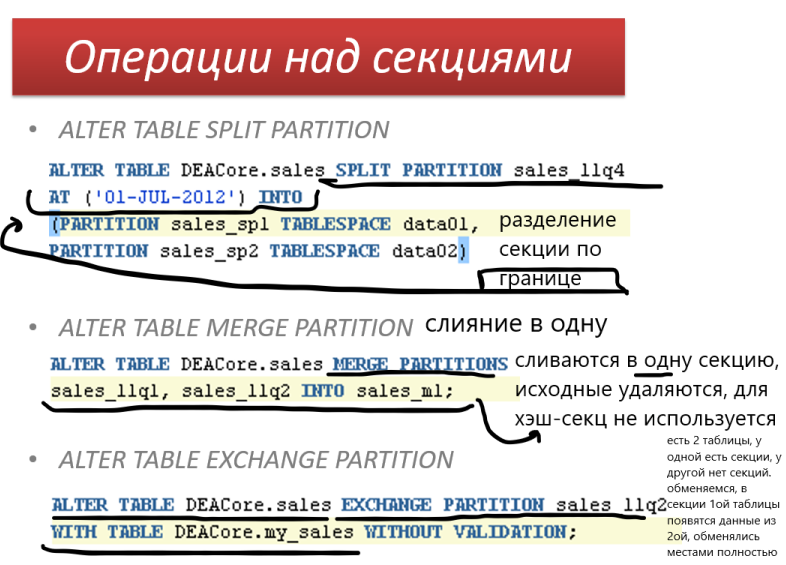 Операции над секциями
• ALTER TABLE SPLIT PARTITION
ALTER TABLE DEACore.sales SPLIT PARTITION sales_11q4
AT ('01-JUL-2012') INTO
(PARTITION sales_sp1 TABLESPACE data01,
PARTITION sales_sp2 TABLESPACE data02)
разделение
секции по
границе
• ALTER TABLE MERGE PARTITION слияние в одну
ALTER TABLE DEACore.sales MERGE PARTITIONS
sales_11q1, sales_11q2 INTO sales_m1;
сливаются в одну секцию,
исходные удаляются, для
хэш-секц не используется
• ALTER TABLE EXCHANGE PARTITION
ALTER TABLE DEACore.sales EXCHANGE PARTITION sales_11q2
WITH TABLE DEACore.my_sales WITHOUT VALIDATION;
есть 2 таблицы, у
одной есть секции, у
другой нет секций.
обменяемся, в
секции 1ой таблицы
появятся данные из
2ой, обменялись
местами полностью